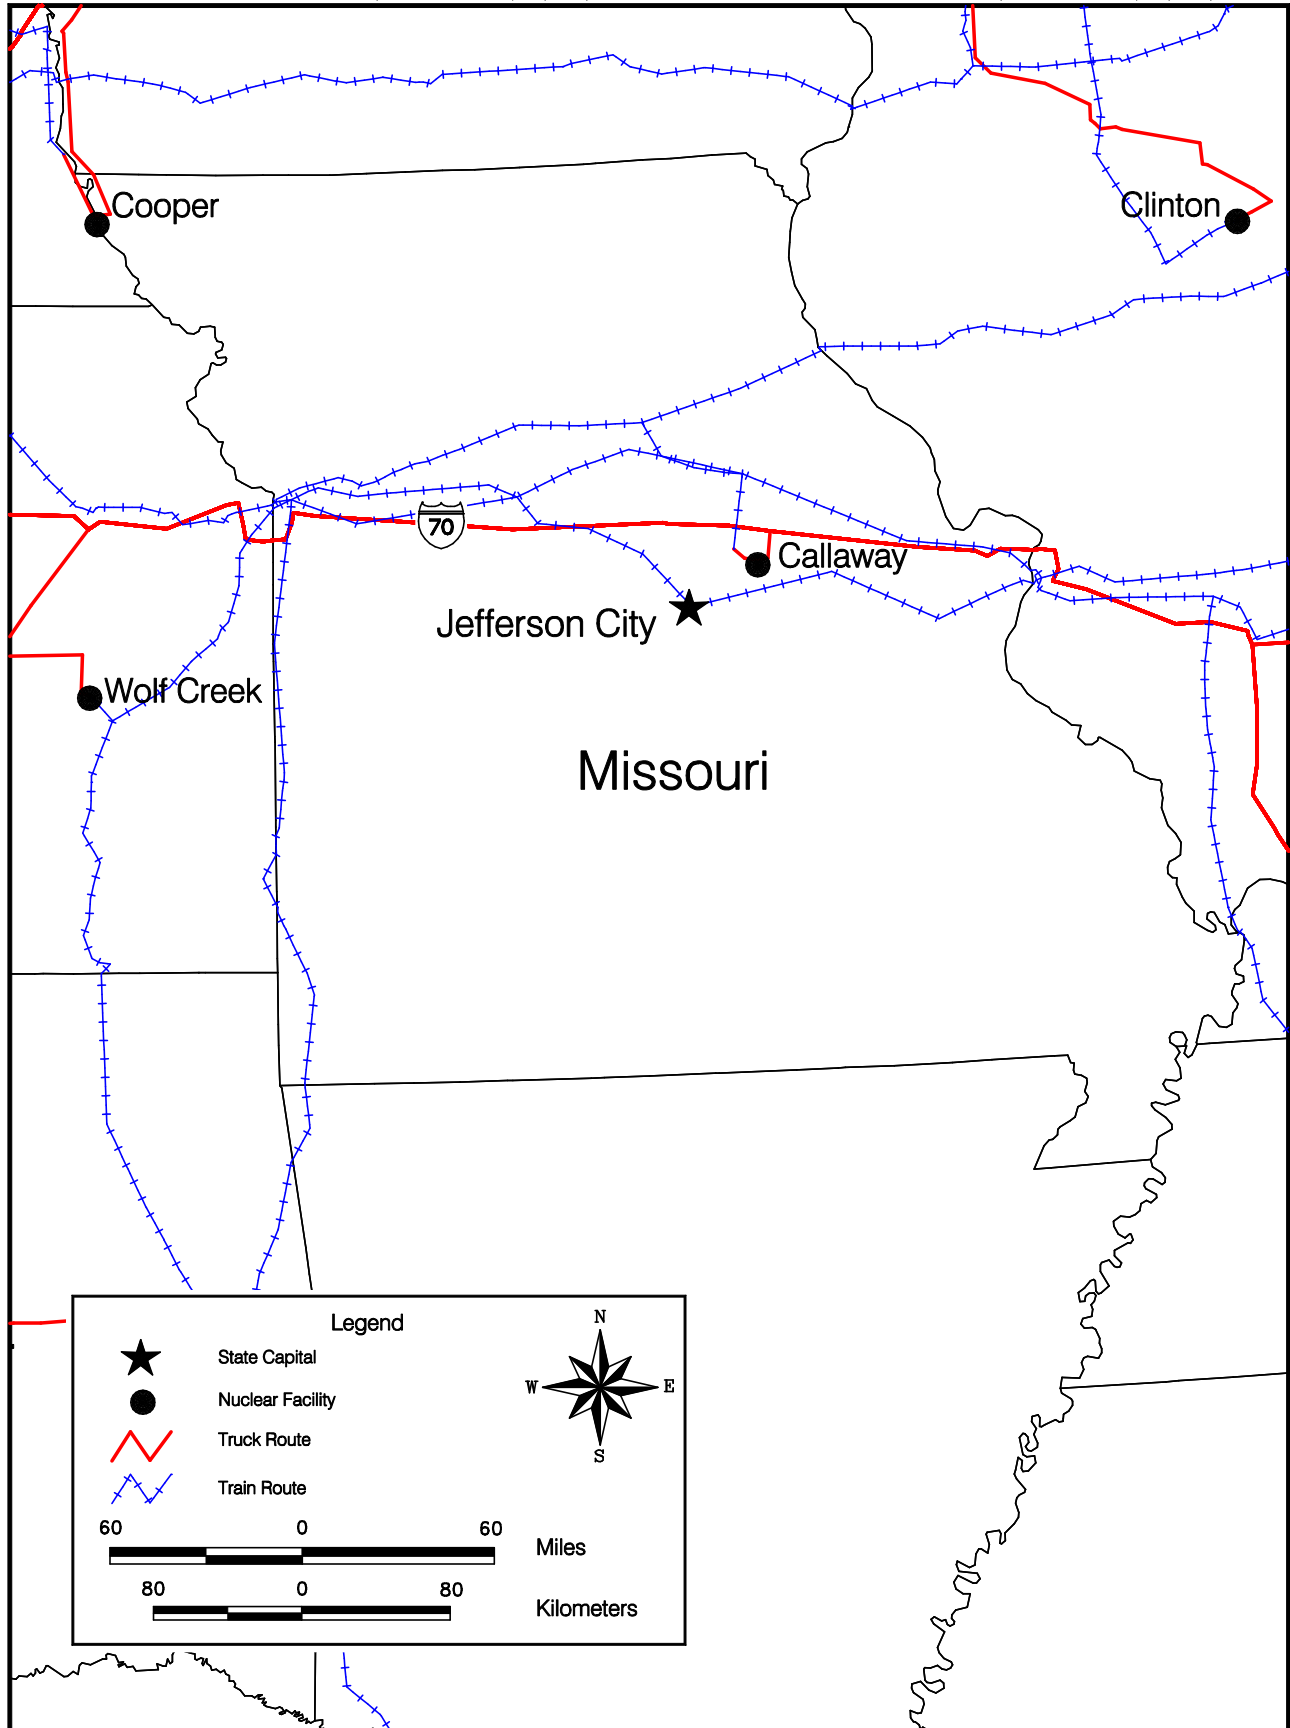 Cooper
Clinton
70
Callaway
Jefferson City
Wolf Creek
Missouri
Legend
N
State Capital
W
E
Nuclear Facility
Truck Route
S
Train Route
60 0 60
Miles
80 0 80
Kilometers